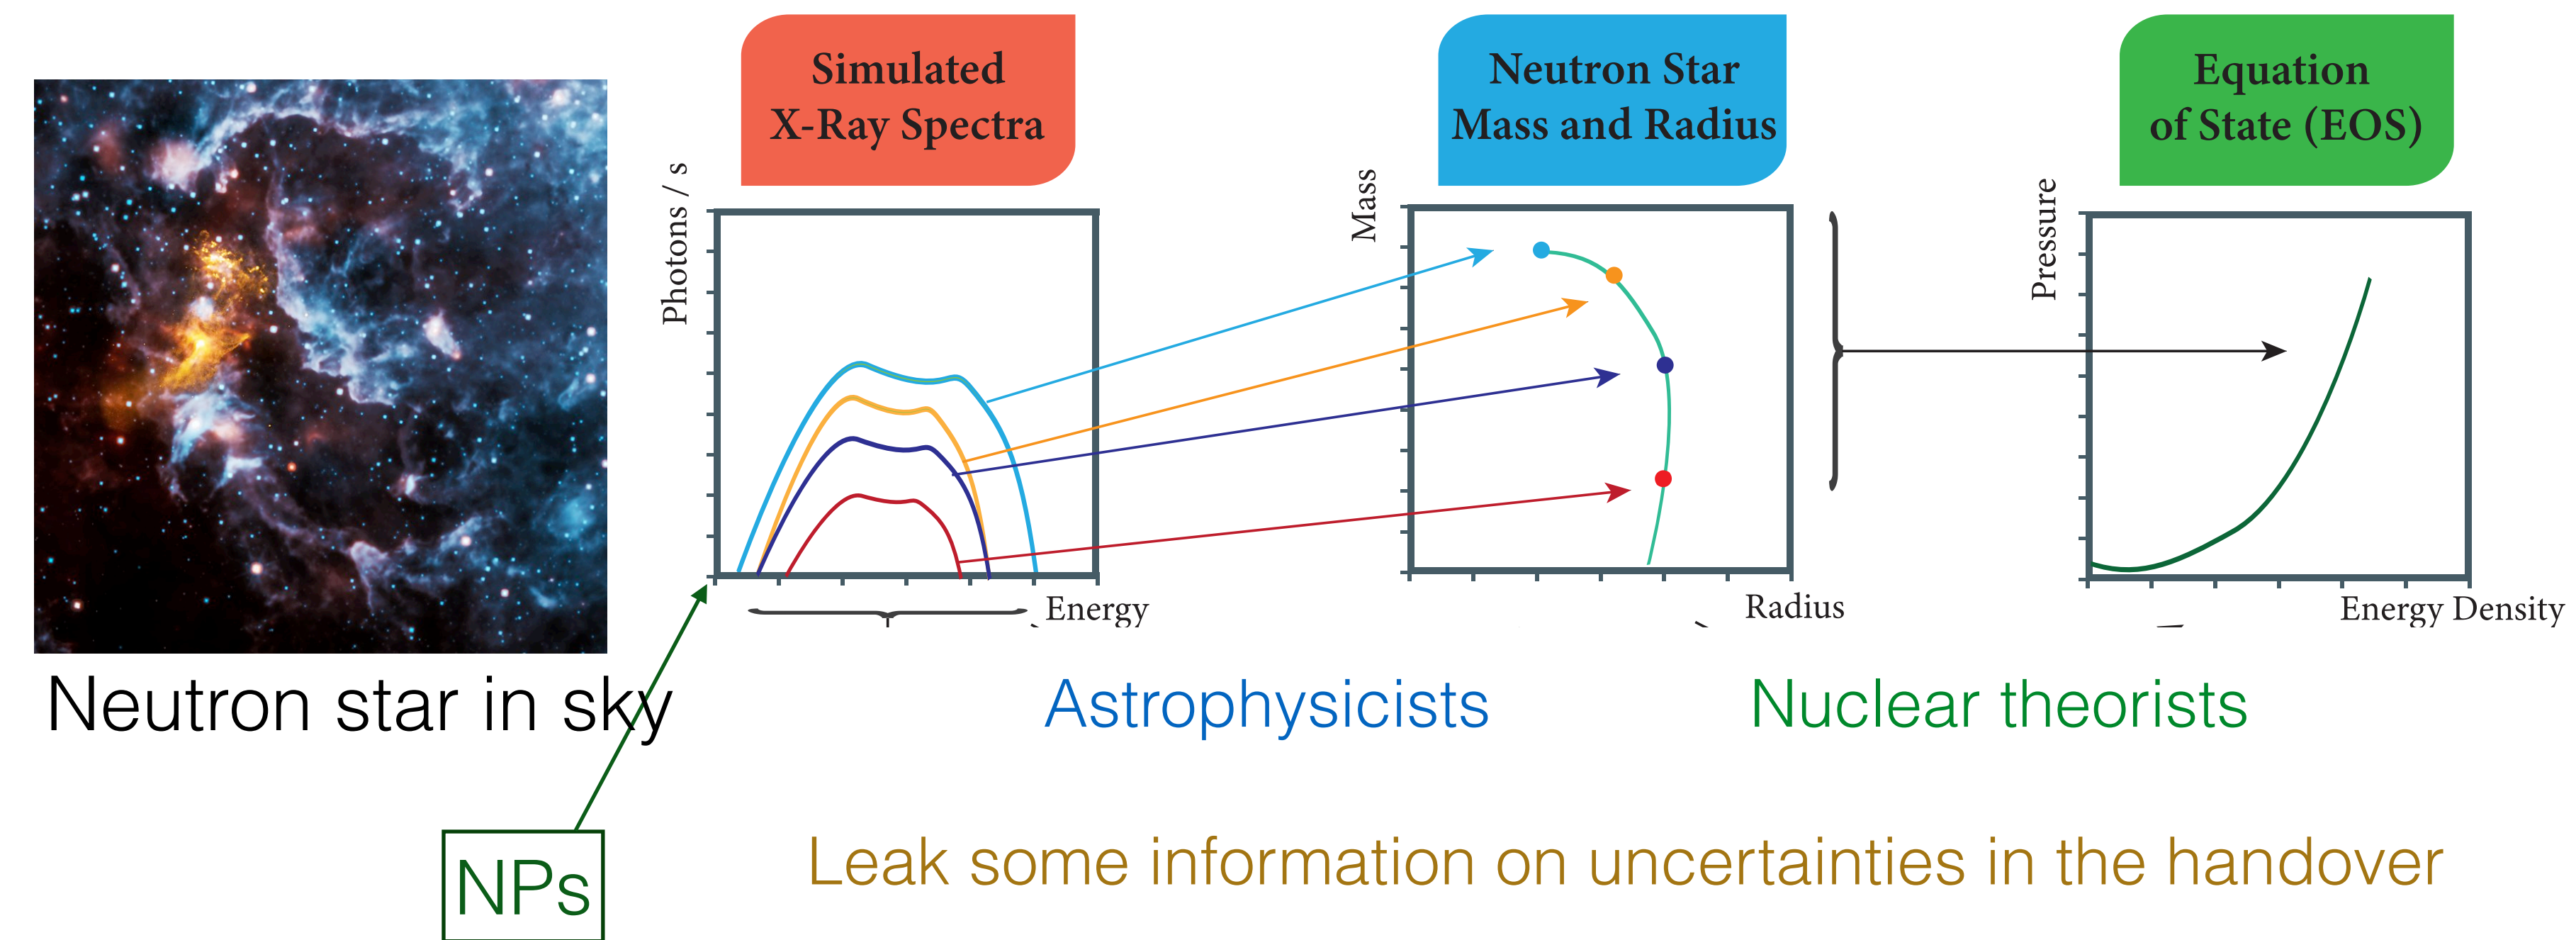 Simulated
X-Ray Spectra
Neutron Star
Mass and Radius
Equation
of State (EOS)
Photons / s
Energy
Mass
Radius
Pressure
Energy Density
Neutron star in sky
Astrophysicists
Nuclear theorists
NPs
Leak some information on uncertainties in the handover